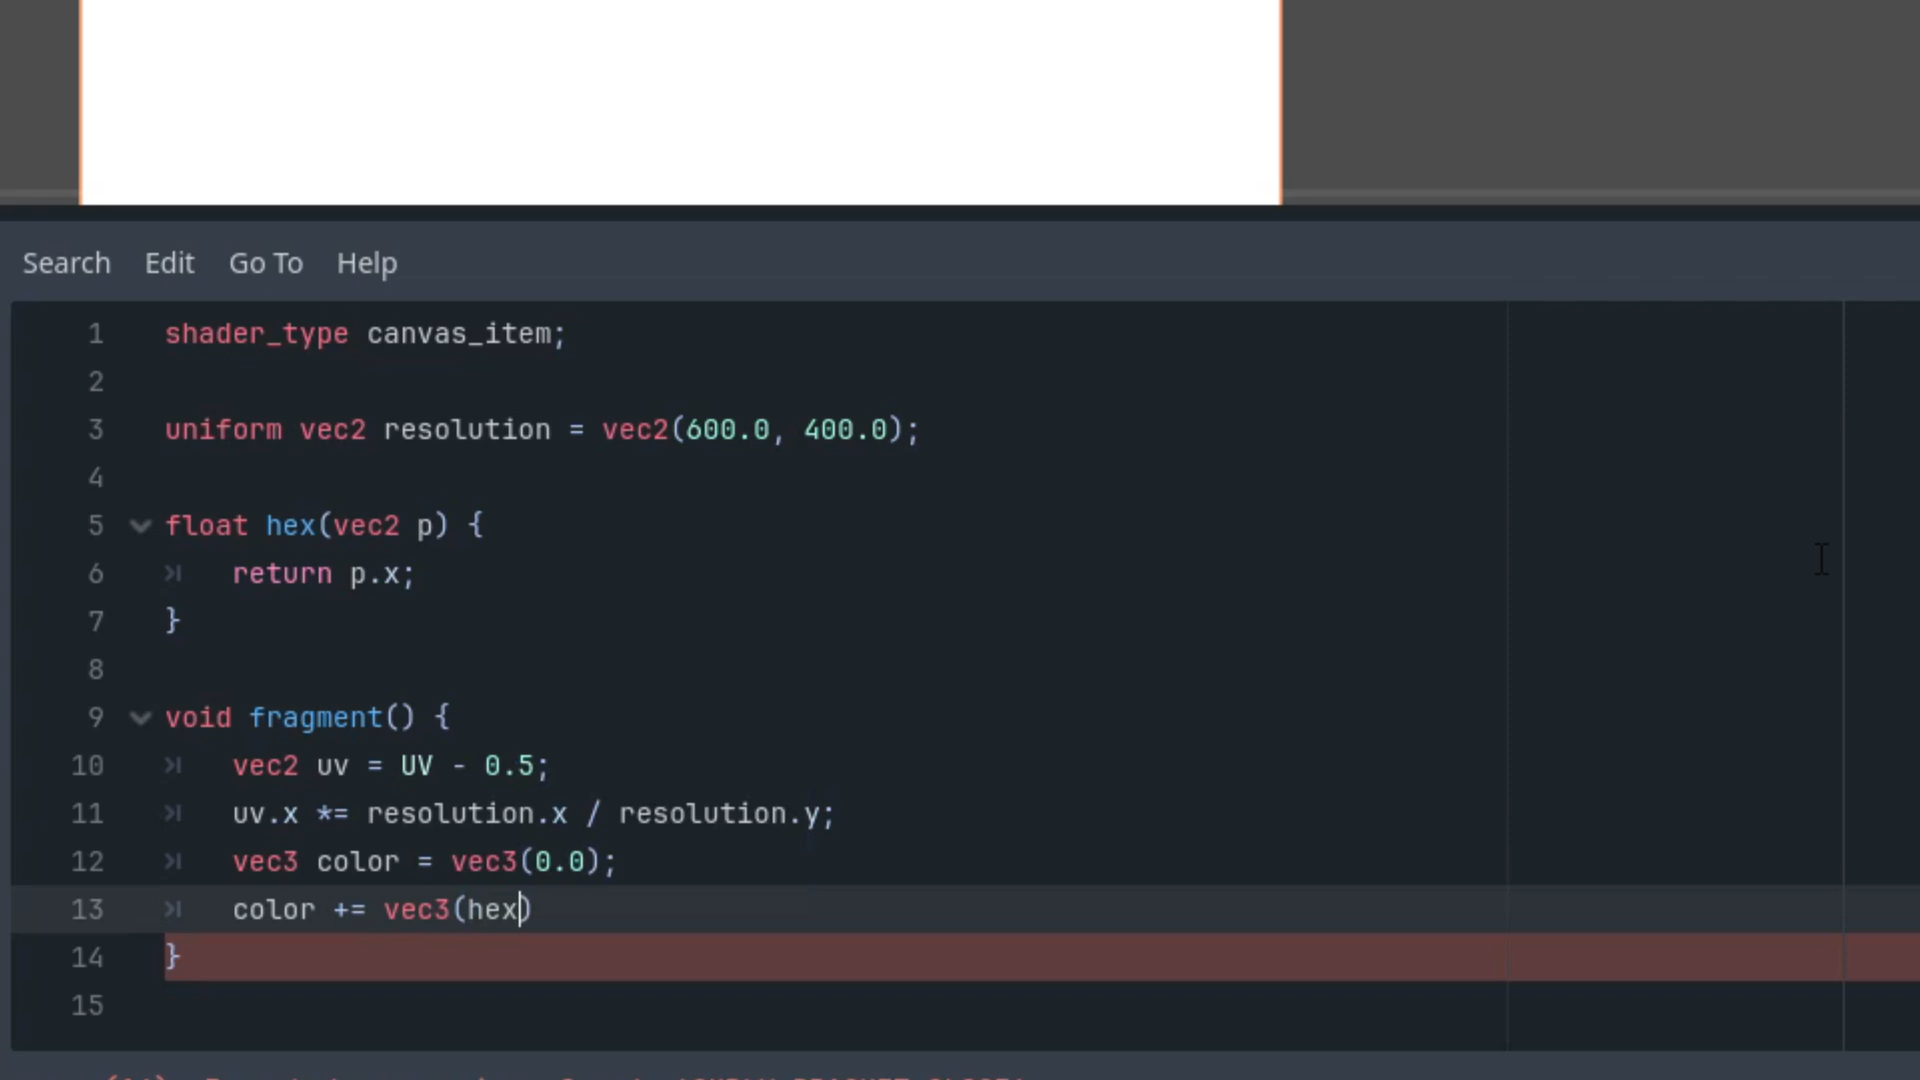 Search Edit Go To Help
1 shader_type canvas_item;
2
3 uniform vec2 resolution = vec2(600.0, 400.0);
4
5 float hex(vec2 p) {
6 return p.x;
7 }
8
9 void fragment() {
10 vec2 uv = UV - 0.5;
11 uv.x *= resolution.x / resolution.y;
12 vec3 color = vec3(0.0);
13 color += vec3(hex)
14 }
15